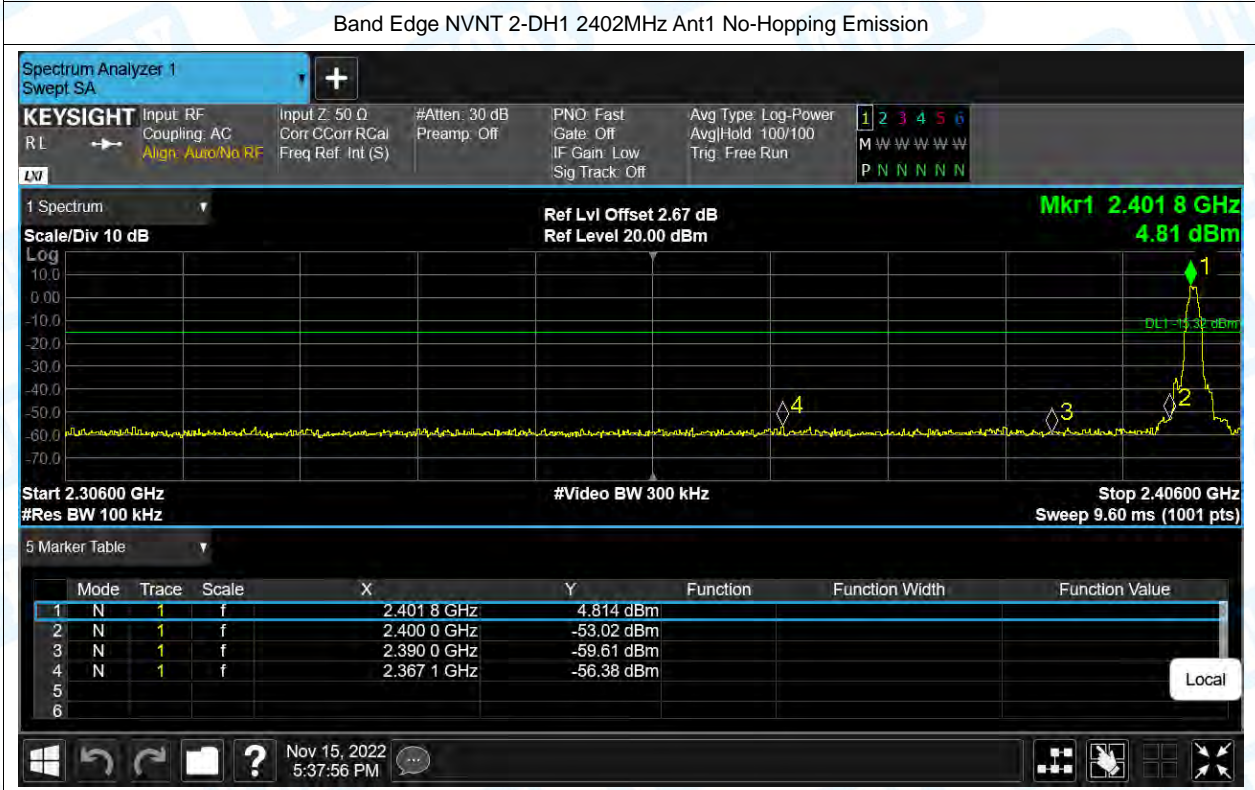 Band Edge NVNT 2-DH1 2402MHz Ant1 No-Hopping Emission
Spectrum Analyzer 1
Swept SA
+
KEYSIGHT
RL
LXI
Input: RF
Coupling: AC
Align: Auto/No RF
Input Z: 50 Ω
Corr CCorr RCal
Freq Ref: Int (S)
#Atten: 30 dB
Preamp: Off
PNO: Fast
Gate: Off
IF Gain: Low
Sig Track: Off
Avg Type: Log-Power
Avg|Hold: 100/100
Trig: Free Run
1 2 3 4 5 6
M W W W W W
P N N N N N
1 Spectrum
Scale/Div 10 dB
Ref Lvl Offset 2.67 dB
Ref Level 20.00 dBm
Mkr1 2.401 8 GHz
4.81 dBm
Log
10.0
0.00
-10.0
-20.0
-30.0
-40.0
-50.0
-60.0
-70.0
1
DL1 -15.32 dBm
2
3
4
Start 2.30600 GHz
#Res BW 100 kHz
#Video BW 300 kHz
Stop 2.40600 GHz
Sweep 9.60 ms (1001 pts)
5 Marker Table
Mode Trace Scale X Y Function Function Width Function Value
1 N 1 f 2.401 8 GHz 4.814 dBm
2 N 1 f 2.400 0 GHz -53.02 dBm
3 N 1 f 2.390 0 GHz -59.61 dBm
4 N 1 f 2.367 1 GHz -56.38 dBm
5
6
Local
?
Nov 15, 2022
5:37:56 PM